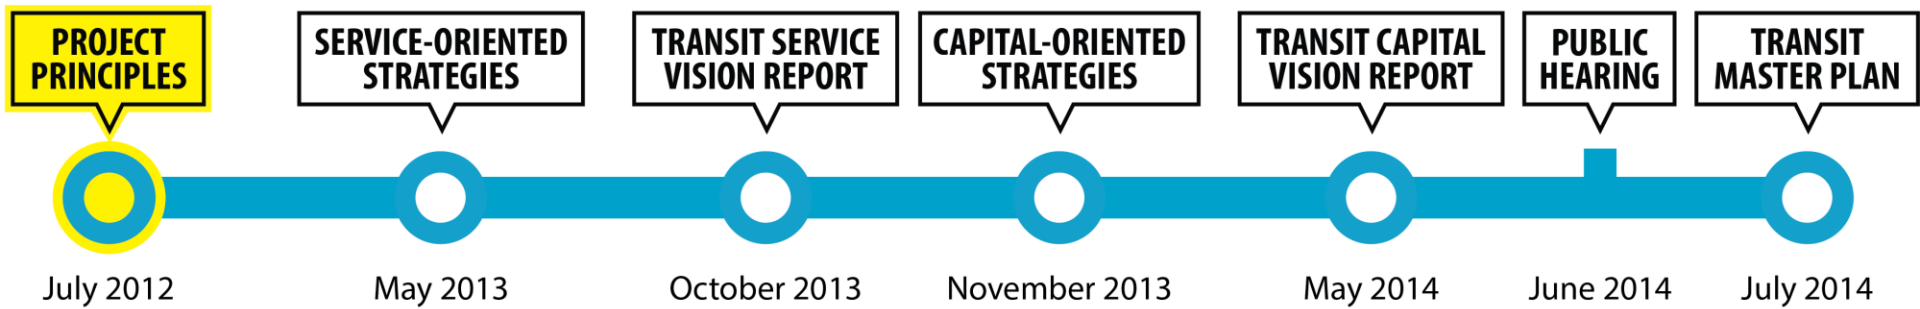 PROJECT
PRINCIPLES
SERVICE-ORIENTED
STRATEGIES
TRANSIT SERVICE
VISION REPORT
CAPITAL-ORIENTED
STRATEGIES
TRANSIT CAPITAL
VISION REPORT
PUBLIC
HEARING
TRANSIT
MASTER PLAN
July 2012
May 2013
October 2013
November 2013
May 2014
June 2014
July 2014